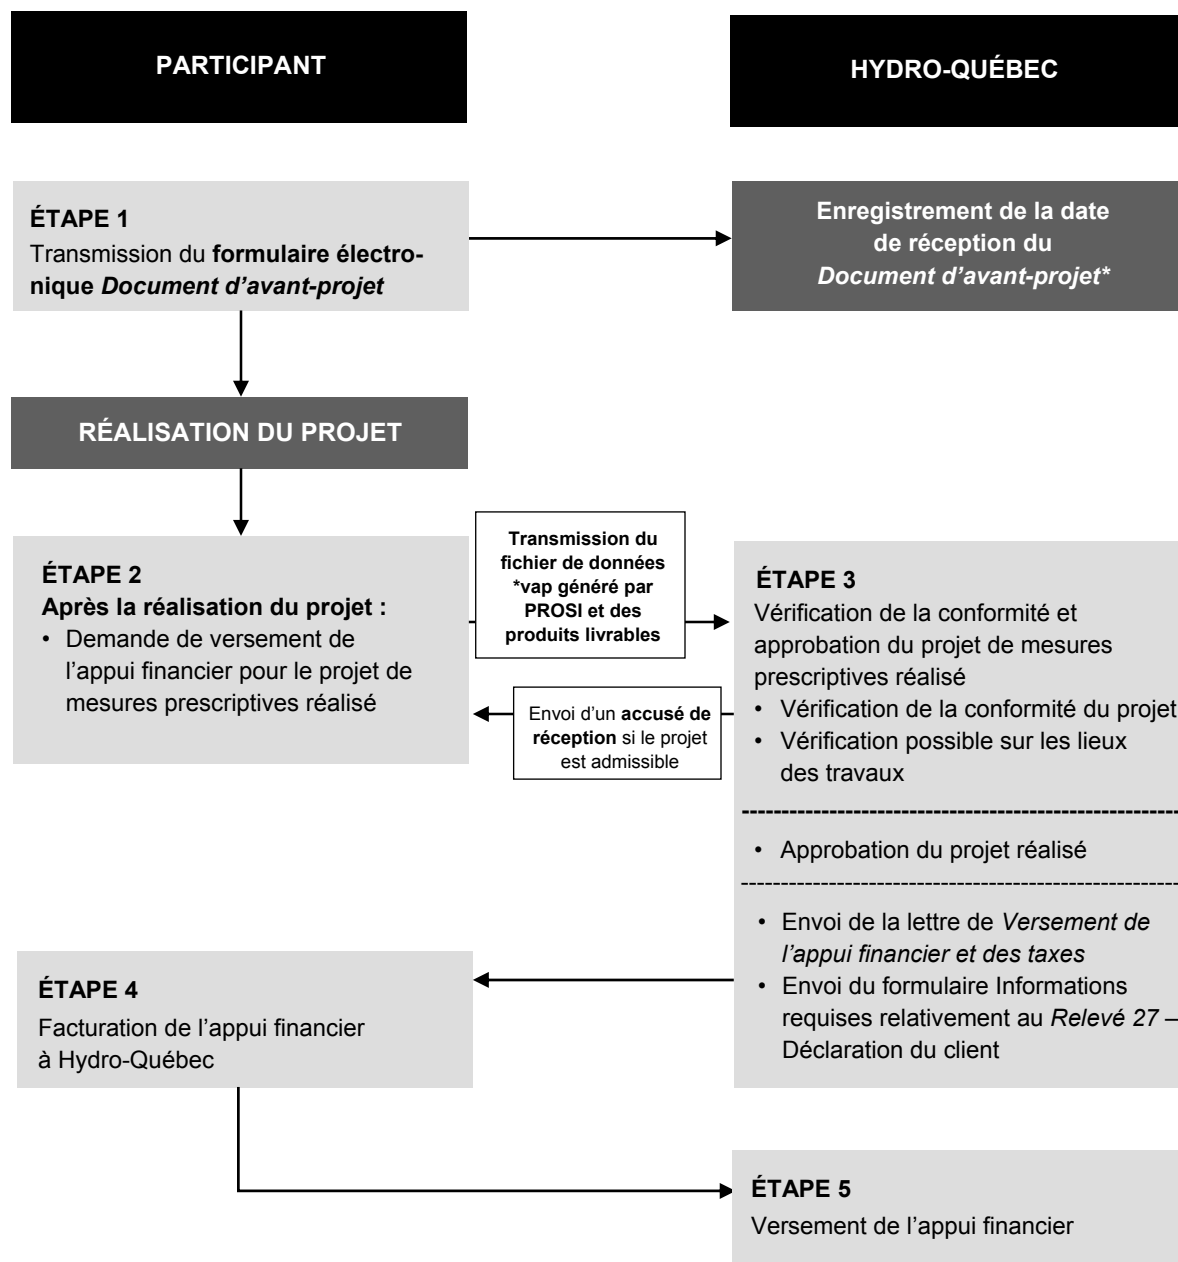 PARTICIPANT
HYDRO-QUÉBEC
ÉTAPE 1
Transmission du formulaire électro-
nique Document d’avant-projet
Enregistrement de la date
de réception du
Document d’avant-projet*
RÉALISATION DU PROJET
ÉTAPE 2
Après la réalisation du projet :
• Demande de versement de
l’appui financier pour le projet de
mesures prescriptives réalisé
Transmission du
fichier de données
*vap généré par
PROSI et des
produits livrables
Envoi d’un accusé de
réception si le projet
est admissible
ÉTAPE 3
Vérification de la conformité et
approbation du projet de mesures
prescriptives réalisé
• Vérification de la conformité du projet
• Vérification possible sur les lieux
des travaux
• Approbation du projet réalisé
• Envoi de la lettre de Versement de
l’appui financier et des taxes
• Envoi du formulaire Informations
requises relativement au Relevé 27 –
Déclaration du client
ÉTAPE 4
Facturation de l’appui financier
à Hydro-Québec
ÉTAPE 5
Versement de l’appui financier